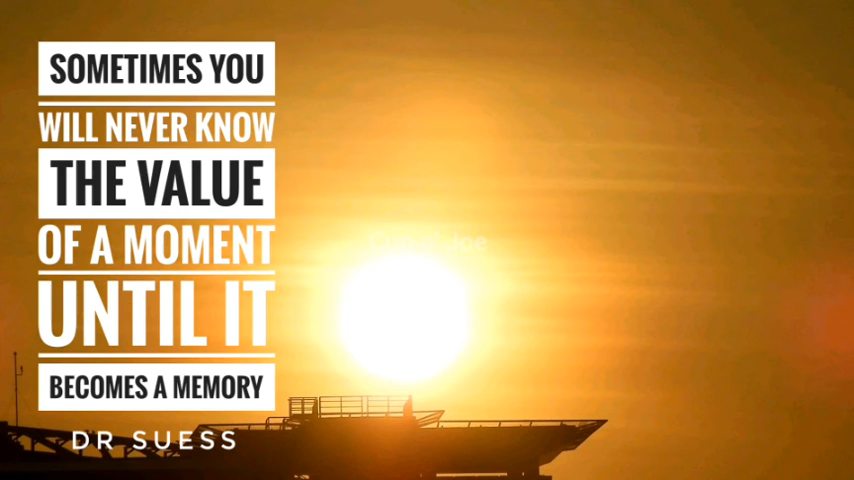 SOMETIMES YOU
WILL NEVER KNOW
THE VALUE
OF A MOMENT
UNTIL IT
BECOMES A MEMORY
DR SUESS